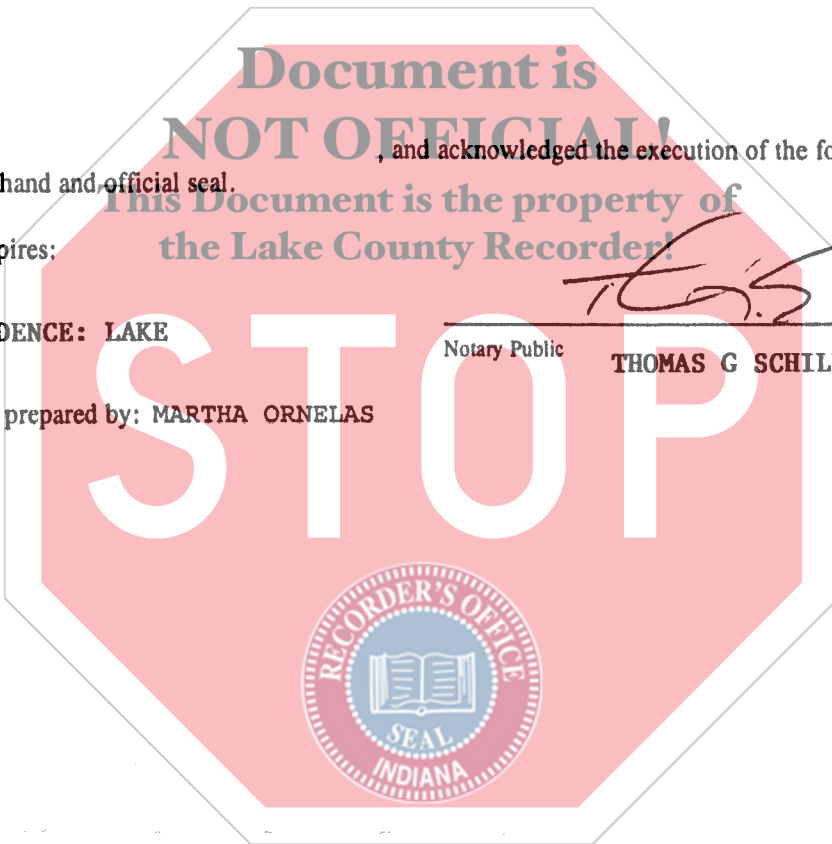 Document is
NOT OFFICIAL!
, and acknowledged the execution of the fo
hand and official seal.
This Document is the property of
pires:
the Lake County Recorder!
DENCE: LAKE
Notary Public THOMAS G SCHIL
prepared by: MARTHA ORNELAS
STOP
RECORDER'S OFFICE
SEAL
INDIANA